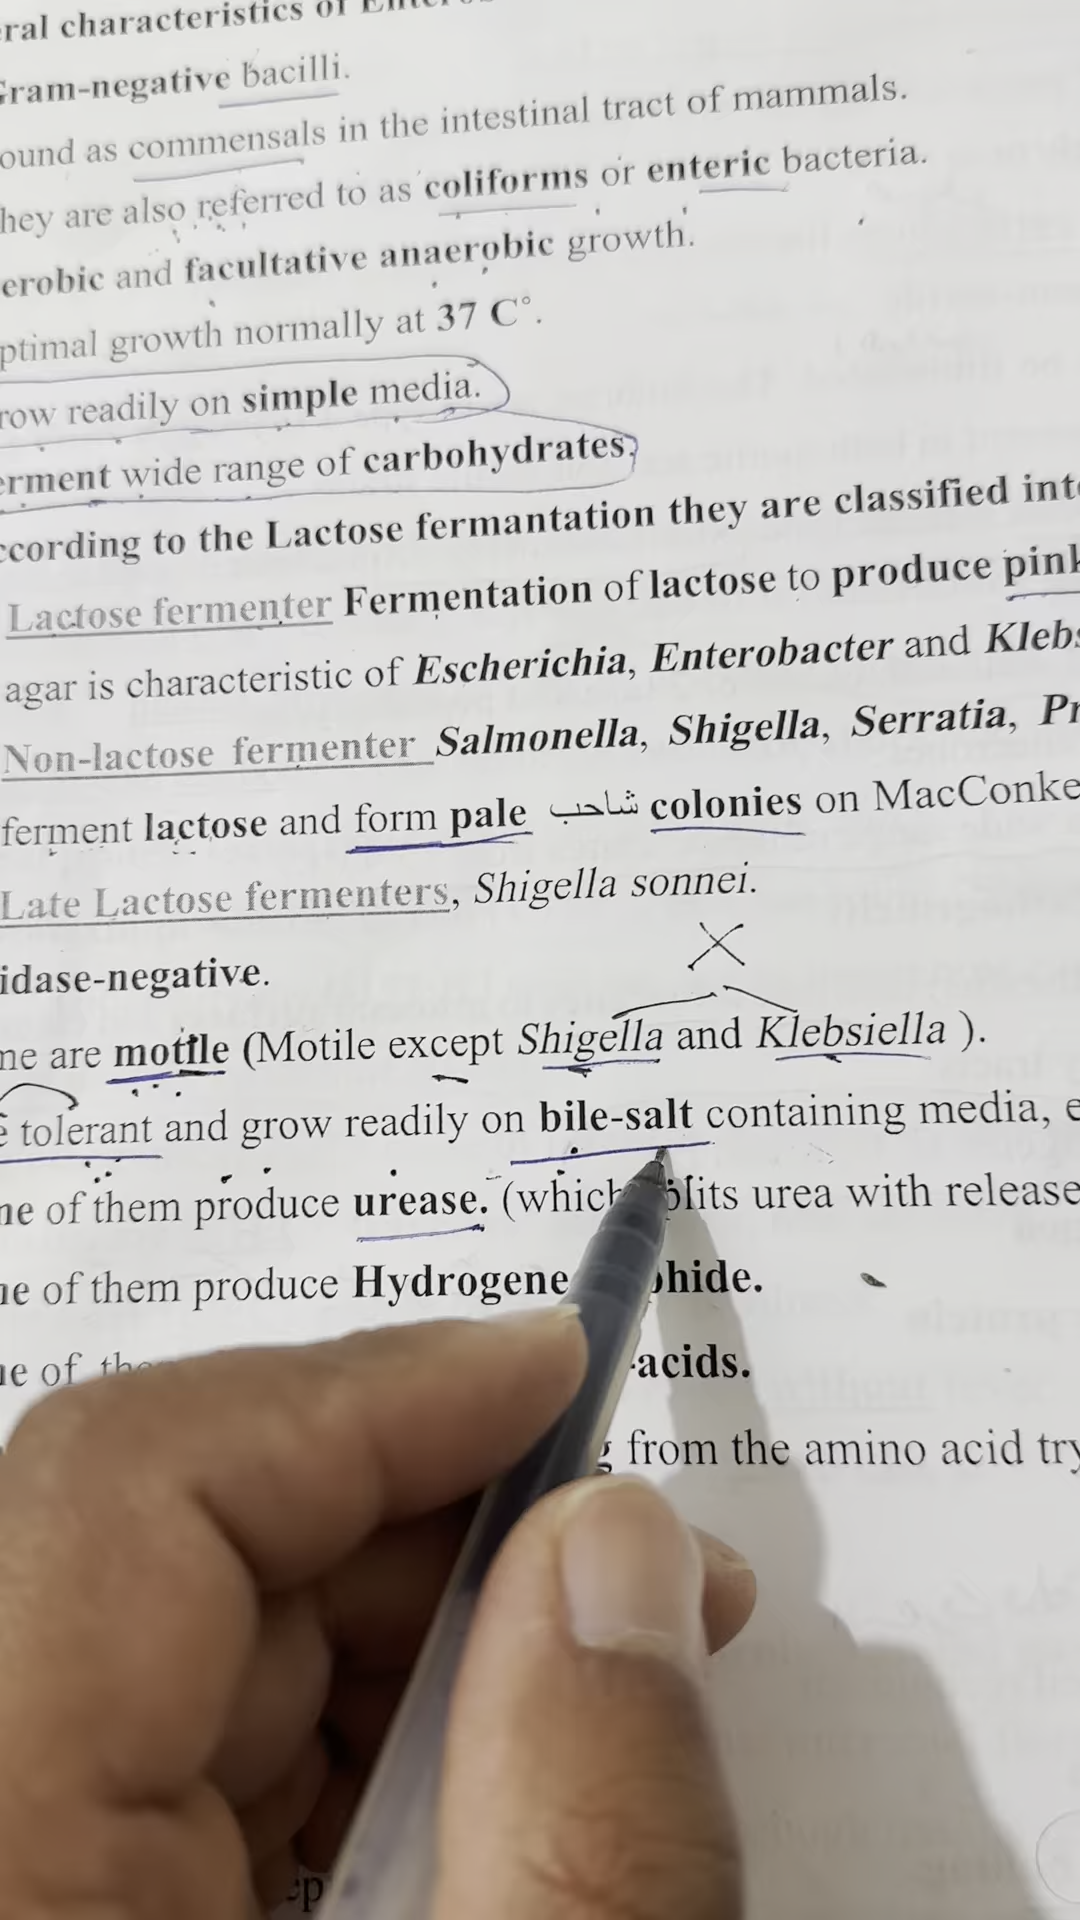 eral characteristics of
Gram-negative bacilli.
ound as commensals in the intestinal tract of mammals.
hey are also referred to as coliforms or enteric bacteria.
erobic and facultative anaerobic growth.
ptimal growth normally at 37 C°.
row readily on simple media.
erment wide range of carbohydrates;
ccording to the Lactose fermantation they are classified int
Lactose fermenter Fermentation of lactose to produce pink
agar is characteristic of Escherichia, Enterobacter and Klebs
Non-lactose fermenter Salmonella, Shigella, Serratia, Pr
ferment lactose and form pale شاحب colonies on MacConke
Late Lactose fermenters, Shigella sonnei.
idase-negative.
me are motile (Motile except Shigella and Klebsiella ).
e tolerant and grow readily on bile-salt containing media, e
me of them produce urease. (which plits urea with release
ne of them produce Hydrogene phide.
ne of the acids.
g from the amino acid try